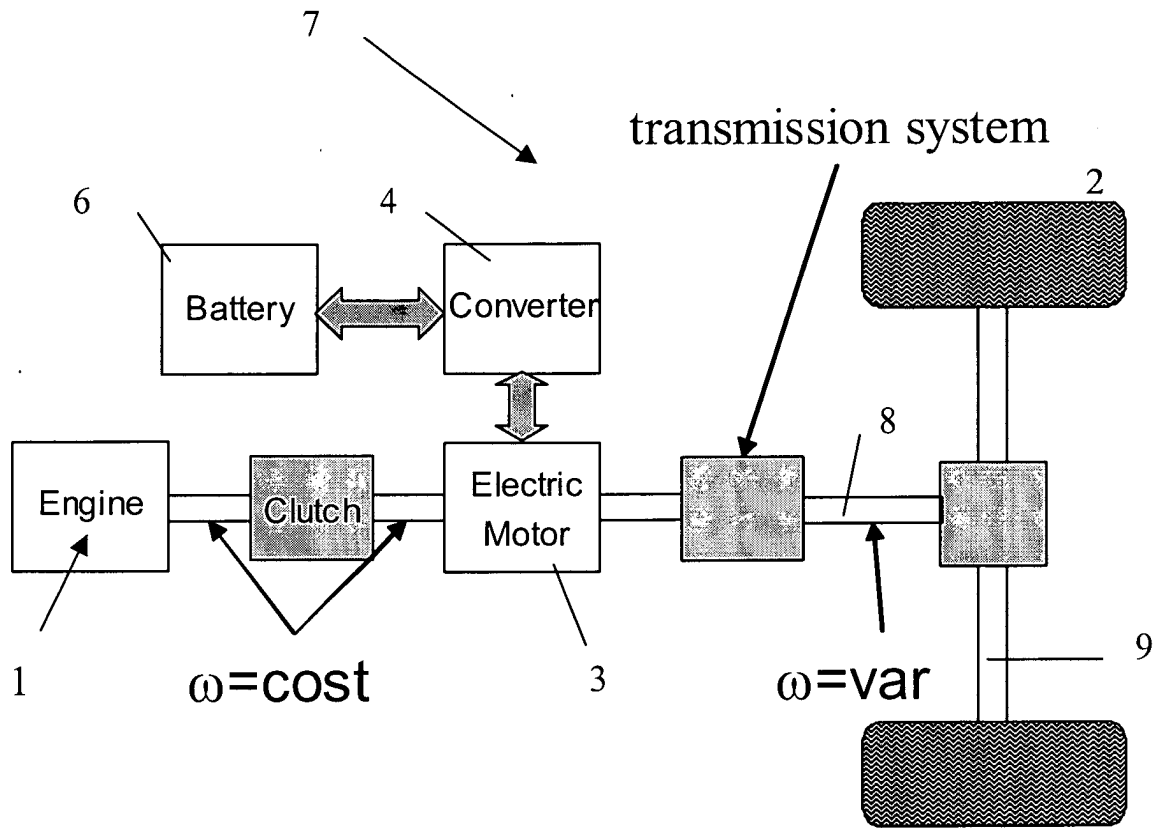 7
transmission system
6
4
2
Battery
Converter
8
Engine
Clutch
Electric
Motor
1
ω=cost
3
ω=var
9